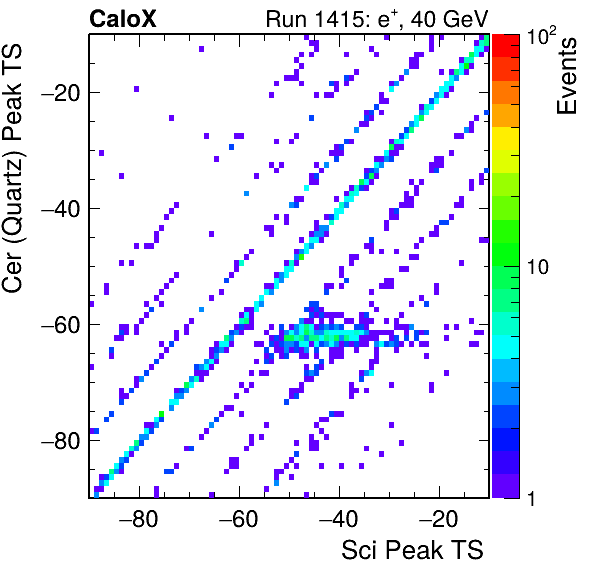 CaloX Run 1415: e⁺, 40 GeV
10²
10
1
Events
Cer (Quartz) Peak TS
−20
−40
−60
−80
−80 −60 −40 −20
Sci Peak TS